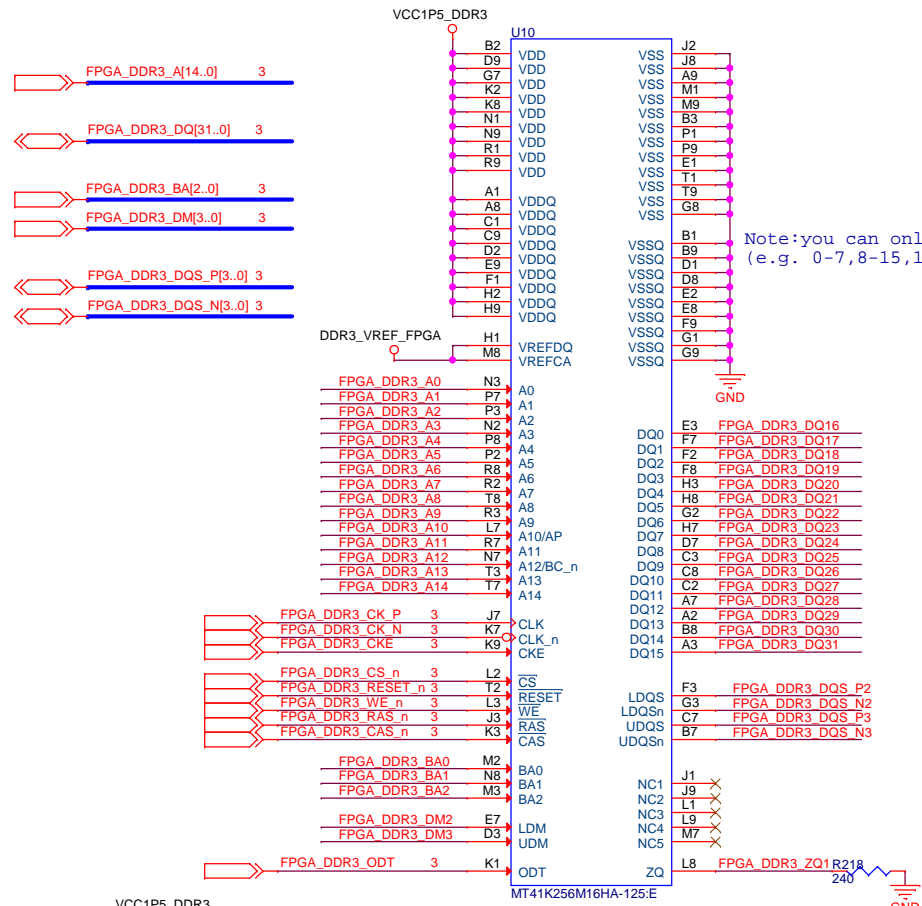 VCC1P5_DDR3
U10
FPGA_DDR3_A[14..0] 3
FPGA_DDR3_DQ[31..0] 3
FPGA_DDR3_BA[2..0] 3
FPGA_DDR3_DM[3..0] 3
FPGA_DDR3_DQS_P[3..0] 3
FPGA_DDR3_DQS_N[3..0] 3
B2 VDD
D9 VDD
G7 VDD
K2 VDD
K8 VDD
N1 VDD
N9 VDD
R1 VDD
R9 VDD
A1 VDDQ
A8 VDDQ
C1 VDDQ
C9 VDDQ
D2 VDDQ
E9 VDDQ
F1 VDDQ
H2 VDDQ
H9 VDDQ
DDR3_VREF_FPGA
H1 VREFDQ
M8 VREFCA
FPGA_DDR3_A0 N3 A0
FPGA_DDR3_A1 P7 A1
FPGA_DDR3_A2 P3 A2
FPGA_DDR3_A3 N2 A3
FPGA_DDR3_A4 P8 A4
FPGA_DDR3_A5 P2 A5
FPGA_DDR3_A6 R8 A6
FPGA_DDR3_A7 R2 A7
FPGA_DDR3_A8 T8 A8
FPGA_DDR3_A9 R3 A9
FPGA_DDR3_A10 L7 A10/AP
FPGA_DDR3_A11 R7 A11
FPGA_DDR3_A12 N7 A12/BC_n
FPGA_DDR3_A13 T3 A13
FPGA_DDR3_A14 T7 A14
FPGA_DDR3_CK_P 3 J7 CLK
FPGA_DDR3_CK_N 3 K7 CLK_n
FPGA_DDR3_CKE 3 K9 CKE
FPGA_DDR3_CS_n 3 L2 CS
FPGA_DDR3_RESET_n 3 T2 RESET
FPGA_DDR3_WE_n 3 L3 WE
FPGA_DDR3_RAS_n 3 J3 RAS
FPGA_DDR3_CAS_n 3 K3 CAS
FPGA_DDR3_BA0 M2 BA0
FPGA_DDR3_BA1 N8 BA1
FPGA_DDR3_BA2 M3 BA2
FPGA_DDR3_DM2 E7 LDM
FPGA_DDR3_DM3 D3 UDM
FPGA_DDR3_ODT 3 K1 ODT
VSS J2
VSS J8
VSS A9
VSS M1
VSS M9
VSS B3
VSS P1
VSS P9
VSS E1
VSS T1
VSS T9
VSS G8
VSSQ B1
VSSQ B9
VSSQ D1
VSSQ D8
VSSQ E2
VSSQ E8
VSSQ F9
VSSQ G1
VSSQ G9
GND
Note:you can onl
(e.g. 0-7,8-15,1
DQ0 E3 FPGA_DDR3_DQ16
DQ1 F7 FPGA_DDR3_DQ17
DQ2 F2 FPGA_DDR3_DQ18
DQ3 F8 FPGA_DDR3_DQ19
DQ4 H3 FPGA_DDR3_DQ20
DQ5 H8 FPGA_DDR3_DQ21
DQ6 G2 FPGA_DDR3_DQ22
DQ7 H7 FPGA_DDR3_DQ23
DQ8 D7 FPGA_DDR3_DQ24
DQ9 C3 FPGA_DDR3_DQ25
DQ10 C8 FPGA_DDR3_DQ26
DQ11 C2 FPGA_DDR3_DQ27
DQ12 A7 FPGA_DDR3_DQ28
DQ13 A2 FPGA_DDR3_DQ29
DQ14 B8 FPGA_DDR3_DQ30
DQ15 A3 FPGA_DDR3_DQ31
LDQS F3 FPGA_DDR3_DQS_P2
LDQSn G3 FPGA_DDR3_DQS_N2
UDQS C7 FPGA_DDR3_DQS_P3
UDQSn B7 FPGA_DDR3_DQS_N3
NC1 J1
NC2 J9
NC3 L1
NC4 L9
NC5 M7
ZQ L8 FPGA_DDR3_ZQ1 R218
240
MT41K256M16HA-125:E
GND
VCC1P5_DDR3